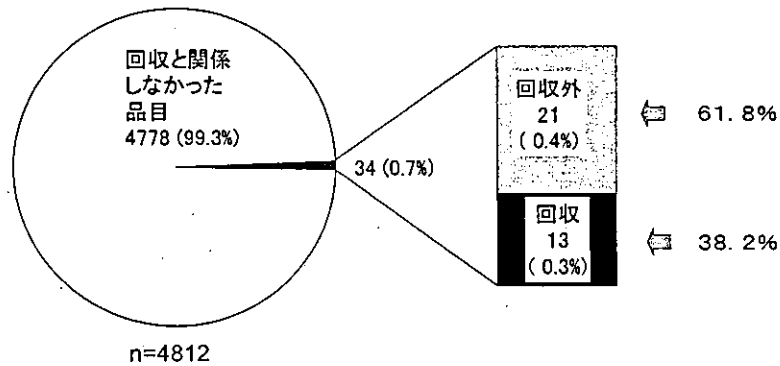 回収と関係
しなかった
品目
4778 (99.3%)
34 (0.7%)
回収外
21
( 0.4%)
61. 8%
回収
13
( 0.3%)
38. 2%
n=4812